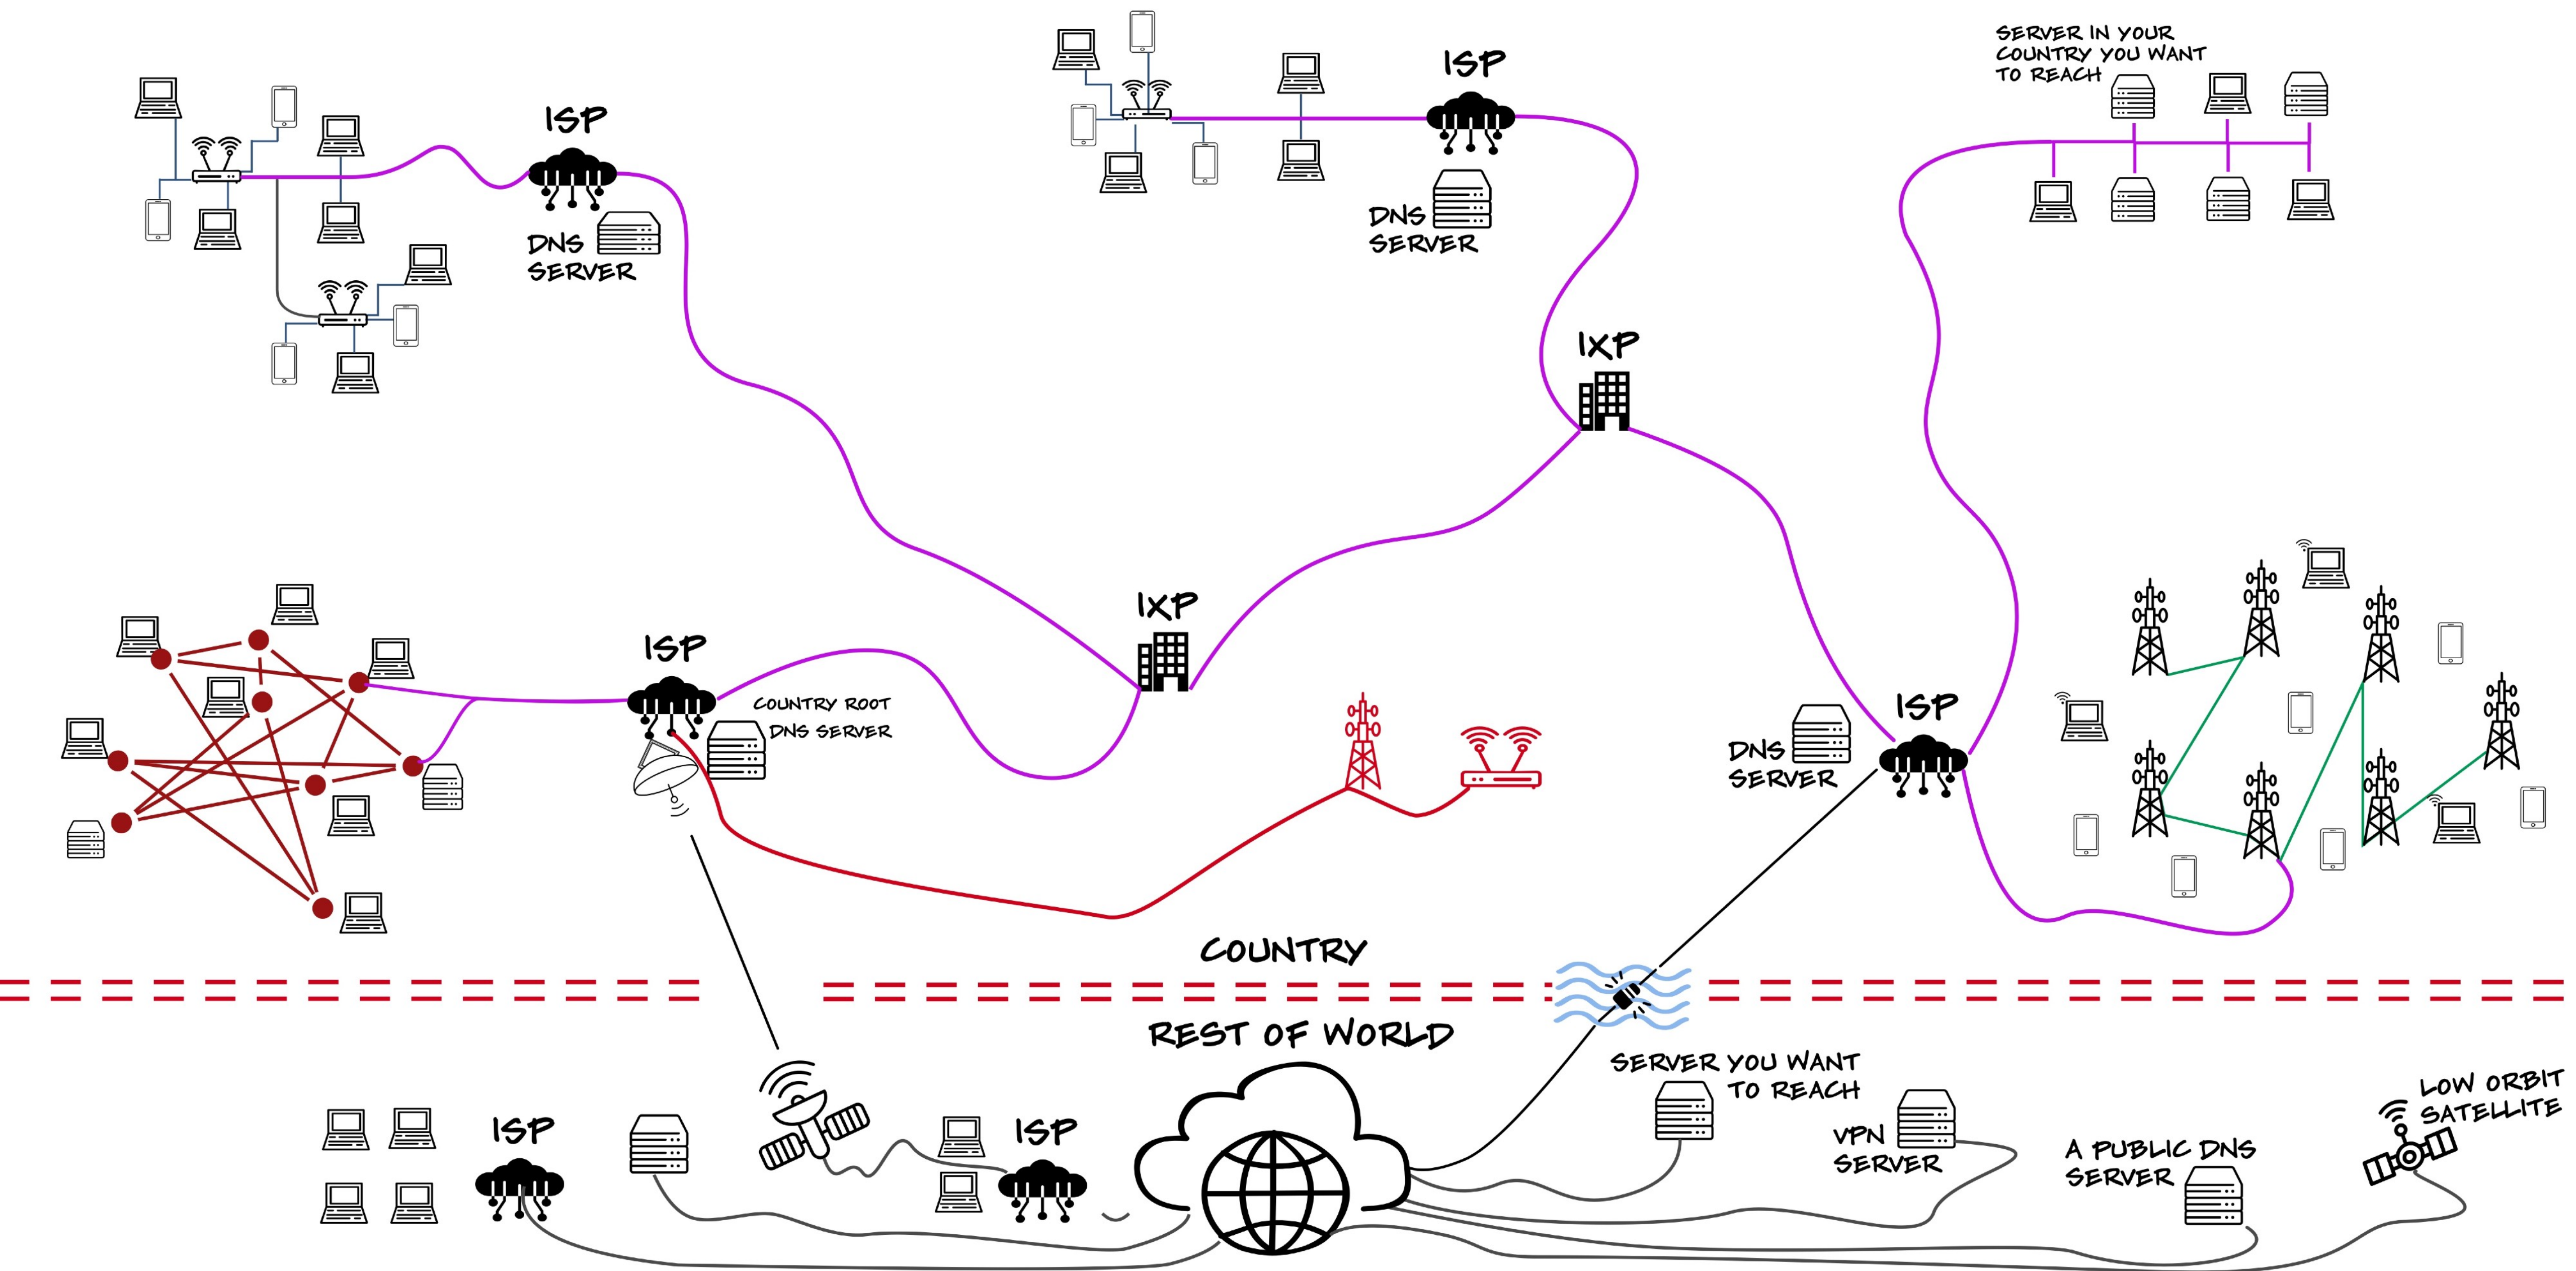 ISP
DNS
SERVER
ISP
DNS
SERVER
SERVER IN YOUR
COUNTRY YOU WANT
TO REACH
IXP
IXP
ISP
COUNTRY ROOT
DNS SERVER
ISP
DNS
SERVER
COUNTRY
REST OF WORLD
ISP
ISP
SERVER YOU WANT
TO REACH
VPN
SERVER
A PUBLIC DNS
SERVER
LOW ORBIT
SATELLITE